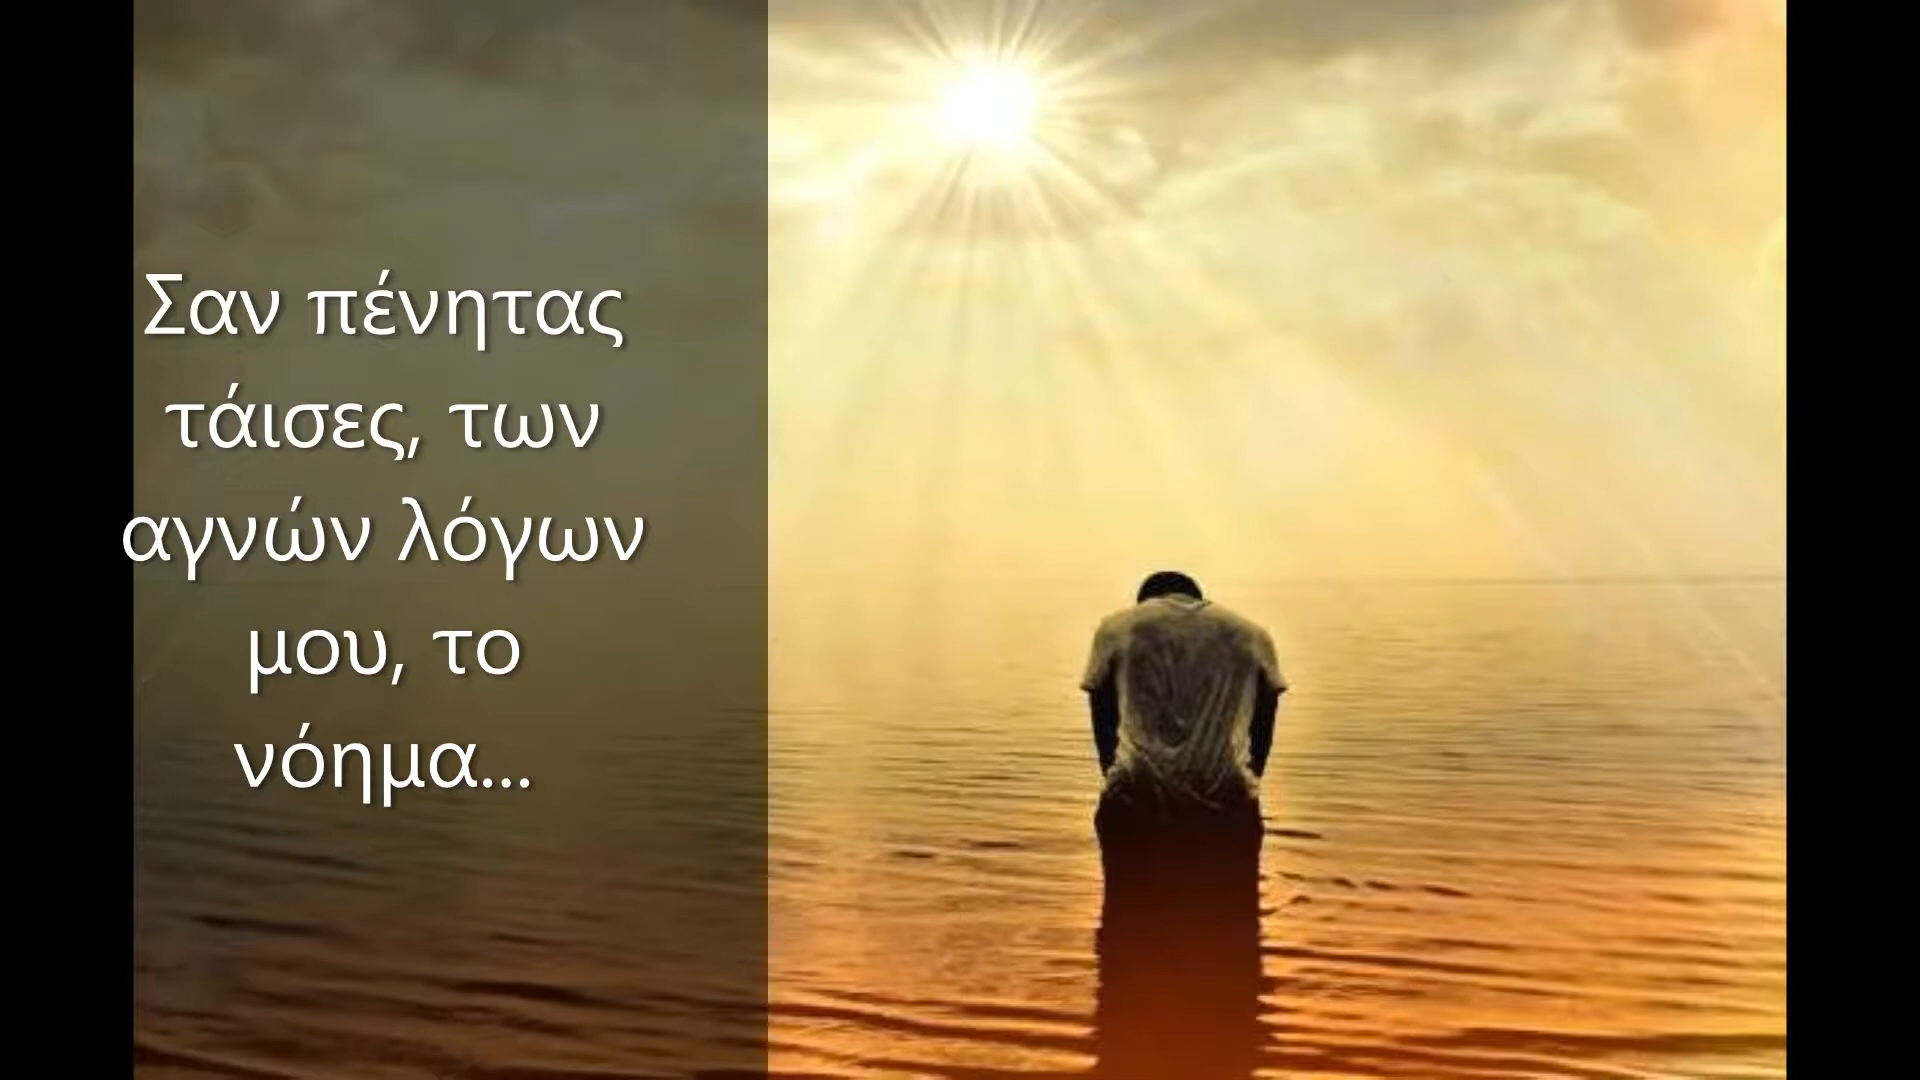 Σαν πένητας
τάισες, των
αγνών λόγων
μου, το
νόημα...